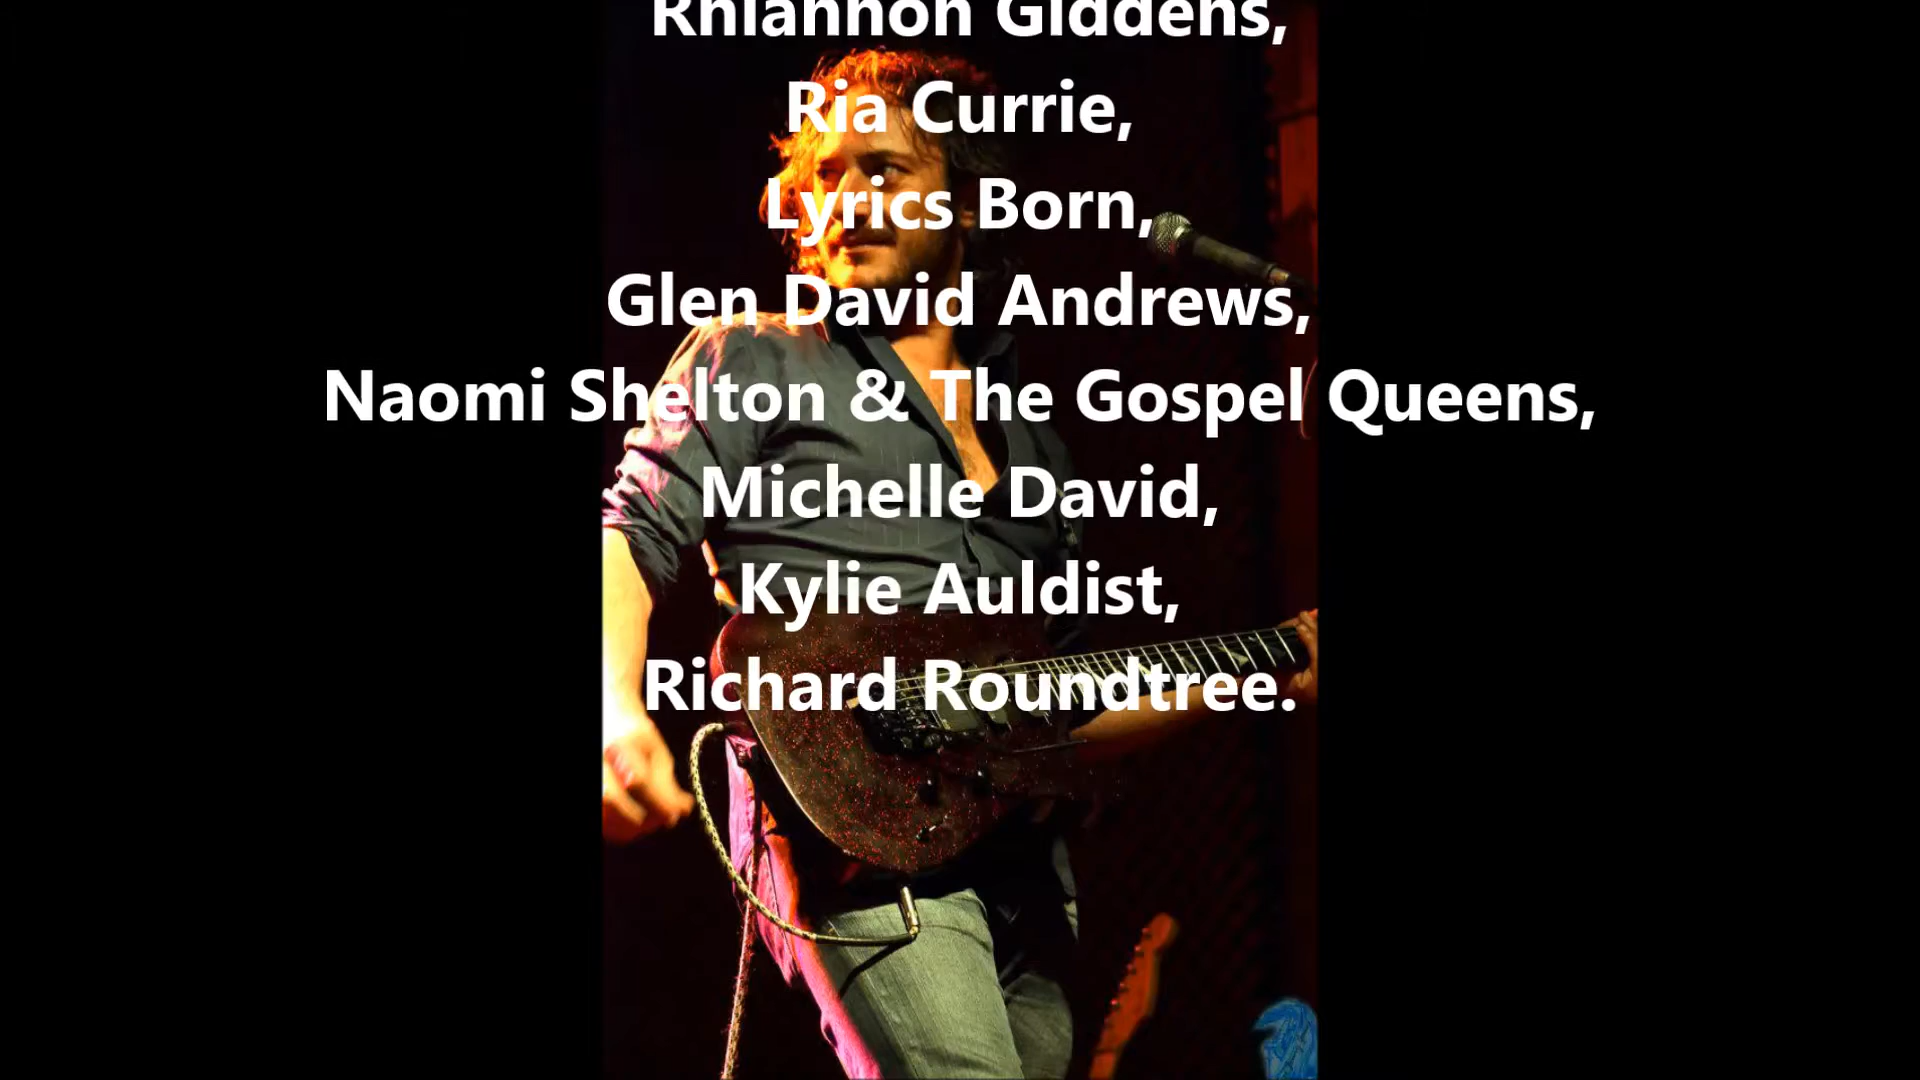 Rhiannon Giddens,
Ria Currie,
Lyrics Born,
Glen David Andrews,
Naomi Shelton & The Gospel Queens,
Michelle David,
Kylie Auldist,
Richard Roundtree.